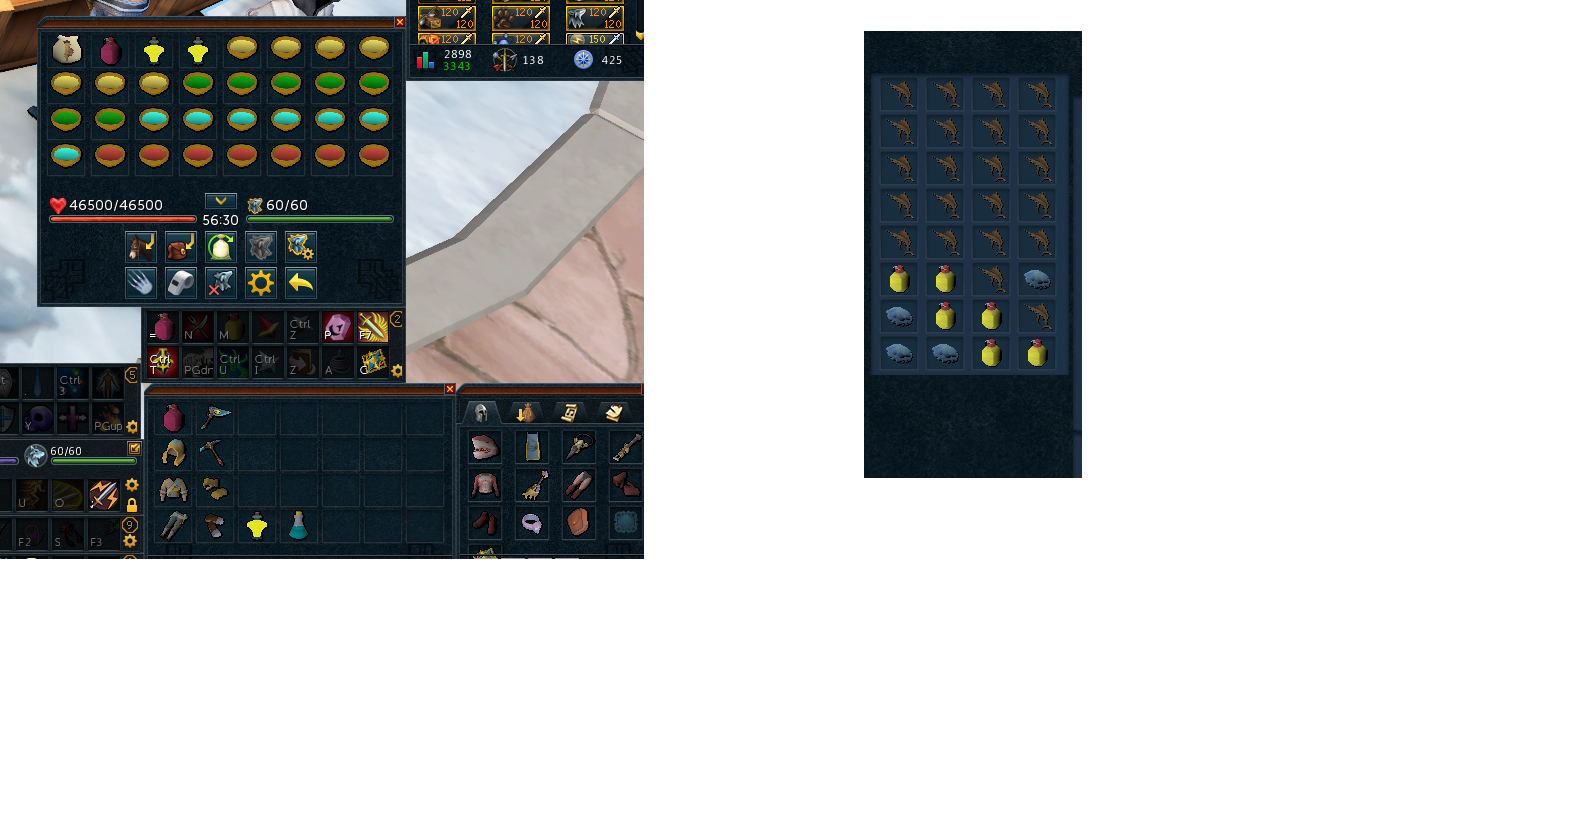 120 120 120
120 120 120
120 120 150
2898 138 425
3343
46500/46500 60/60
56:30
= N M Ctrl P F7 2
Z
Ctrl PGdn Ctrl Ctrl Z A
T U I
t Ctrl 5
3
Y PGup
60/60
U O
9
F2 S F3